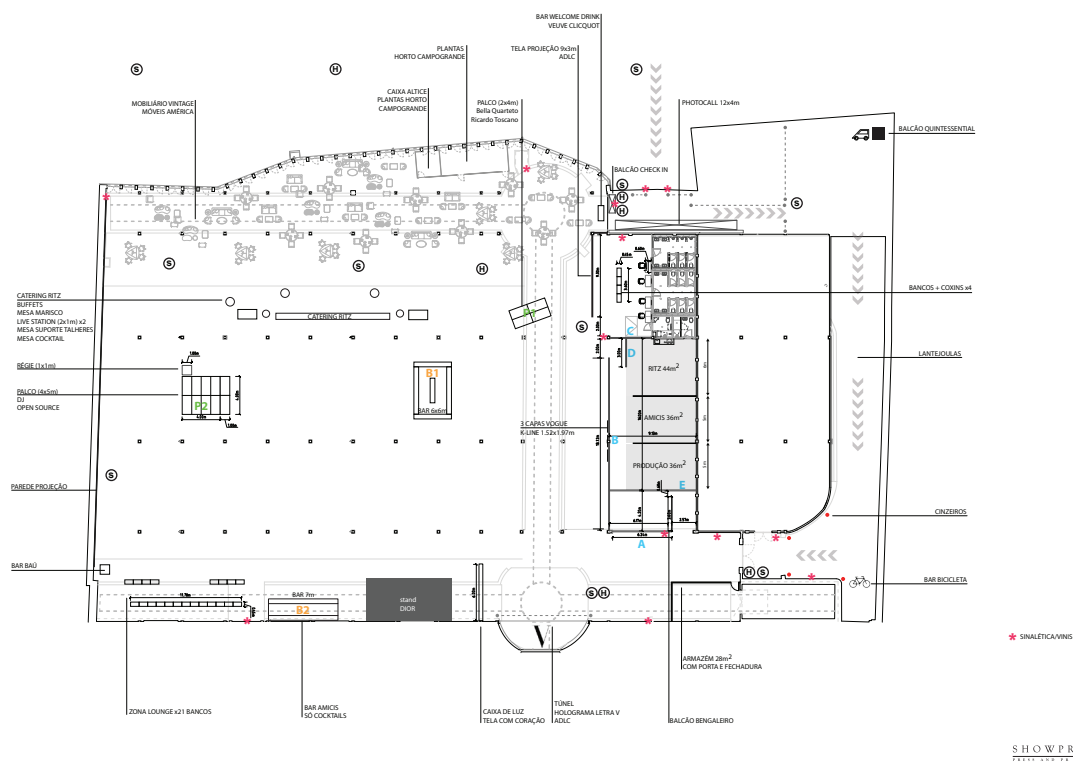 BAR WELCOME DRINK
VEUVE CLICQUOT
PLANTAS
HORTO CAMPOGRANDE
TELA PROJEÇÃO 9x3m
ADLC
S
H
S
CAIXA ALTICE
PLANTAS HORTO
CAMPOGRANDE
MOBILIÁRIO VINTAGE
MÓVEIS AMÉRICA
PALCO (2x4m)
Bella Quarteto
Ricardo Toscano
PHOTOCALL 12x4m
BALCÃO QUINTESSENTIAL
BALCÃO CHECK IN
S
H
H
S
S
S
H
BANCOS + COXINS x4
CATERING RITZ
BUFFETS
MESA MARISCO
LIVE STATION (2x1m) x2
MESA SUPORTE TALHERES
MESA COCKTAIL
CATERING RITZ
P1
S
C
D
LANTEJOULAS
RÉGIE (1x1m)
RITZ 44m2
B1
PALCO (4x5m)
DJ
OPEN SOURCE
P2
BAR 6x6m
AMICIS 36m2
3 CAPAS VOGUE
K-LINE 1.52x1.97m
B
PRODUÇÃO 36m2
S
E
PAREDE PROJEÇÃO
CINZEIROS
A
BAR BAÚ
H S
BAR BICICLETA
BAR 7m
B2
stand
DIOR
S H
V
SINALÉTICA/VINIS
ARMAZÉM 28m2
COM PORTA E FECHADURA
ZONA LOUNGE x21 BANCOS
BAR AMICIS
SÓ COCKTAILS
CAIXA DE LUZ
TELA COM CORAÇÃO
TÚNEL
HOLOGRAMA LETRA V
ADLC
BALCÃO BENGALEIRO
SHOWPR